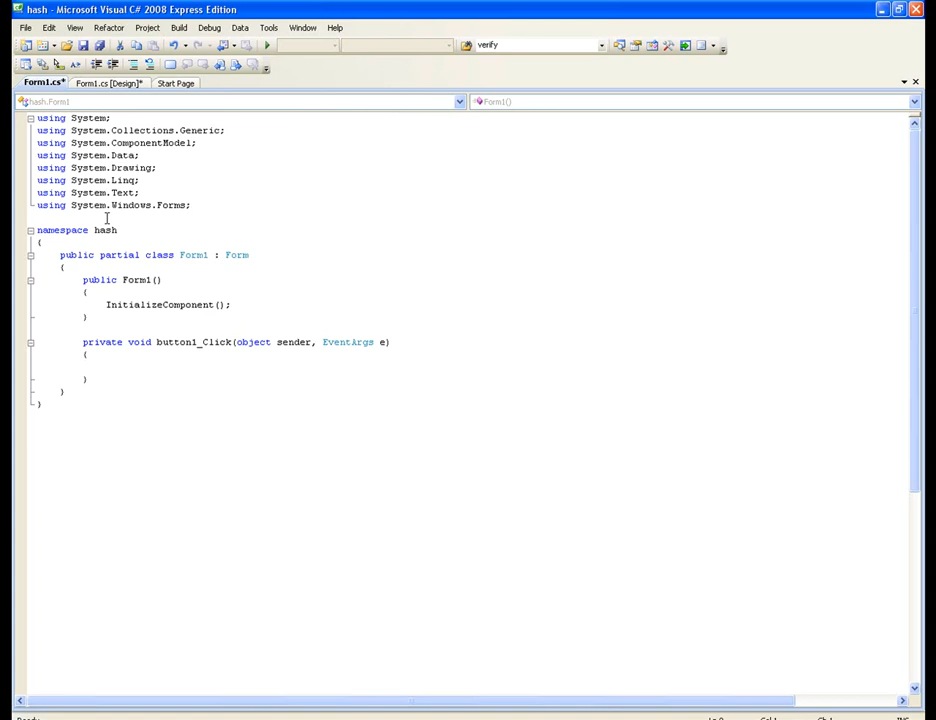 hash - Microsoft Visual C# 2008 Express Edition
File Edit View Refactor Project Build Debug Data Tools Window Help
verify
Form1.cs* Form1.cs [Design]* Start Page
hash.Form1 Form1()
using System;
using System.Collections.Generic;
using System.ComponentModel;
using System.Data;
using System.Drawing;
using System.Linq;
using System.Text;
using System.Windows.Forms;
namespace hash
{
public partial class Form1 : Form
{
public Form1()
{
InitializeComponent();
}
private void button1_Click(object sender, EventArgs e)
{
}
}
}